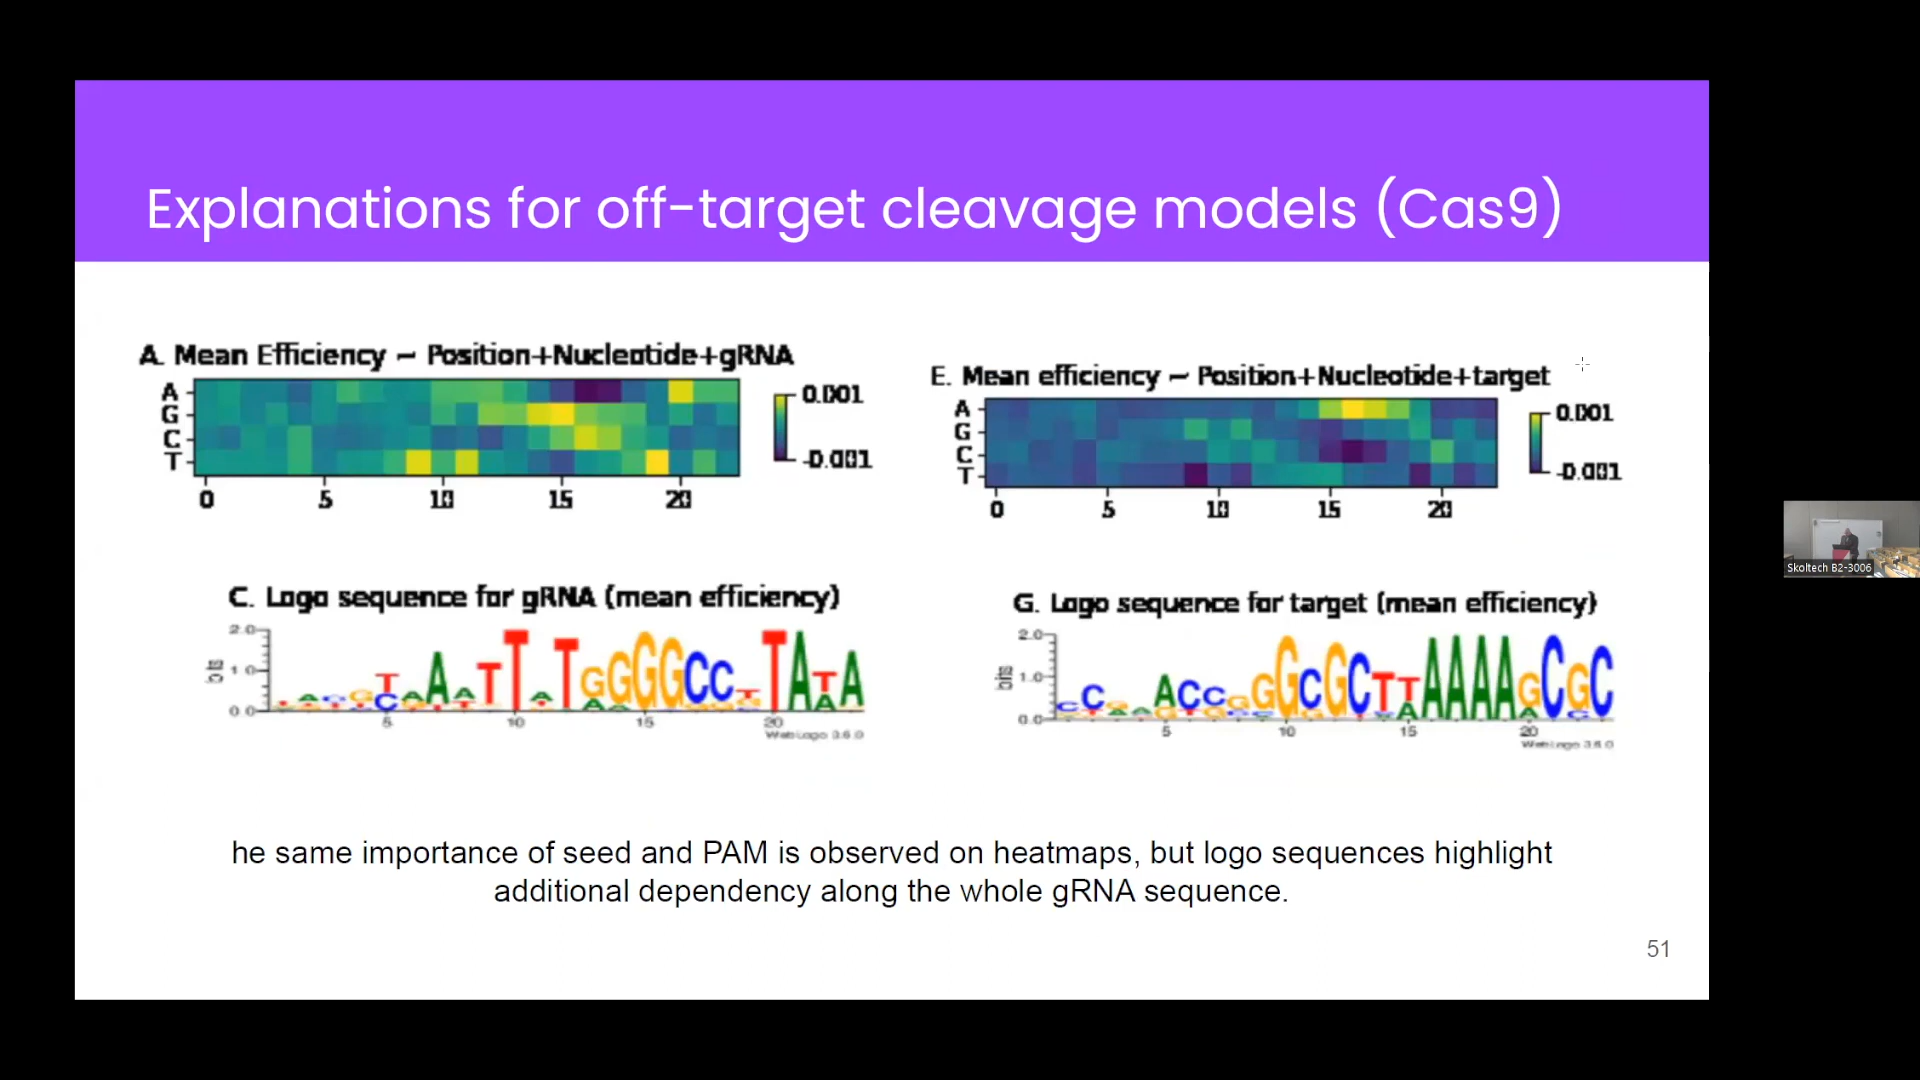 Explanations for off-target cleavage models (Cas9)
A. Mean Efficiency – Position+Nucleotide+gRNA
A
G
C
T
0.001
-0.001
0 5 10 15 20
E. Mean efficiency – Position+Nucleotide+target
A
G
C
T
0.001
-0.001
0 5 10 15 20
C. Logo sequence for gRNA (mean efficiency)
2.0
1.0
0.0
bits
5 10 15 20
WebLogo 3.6.0
G. Logo sequence for target (mean efficiency)
2.0
1.0
0.0
bits
5 10 15 20
WebLogo 3.6.0
he same importance of seed and PAM is observed on heatmaps, but logo sequences highlight
additional dependency along the whole gRNA sequence.
51
Skoltech B2-3006